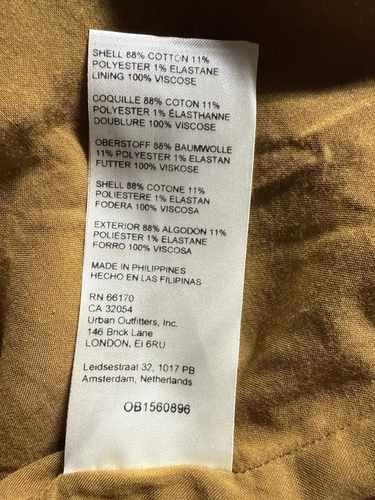 SHELL 88% COTTON 11%
POLYESTER 1% ELASTANE
LINING 100% VISCOSE
COQUILLE 88% COTON 11%
POLYESTER 1% ÉLASTHANNE
DOUBLURE 100% VISCOSE
OBERSTOFF 88% BAUMWOLLE
11% POLYESTER 1% ELASTAN
FUTTER 100% VISKOSE
SHELL 88% COTONE 11%
POLIESTERE 1% ELASTAN
FODERA 100% VISCOSA
EXTERIOR 88% ALGODON 11%
POLIÉSTER 1% ELASTANE
FORRO 100% VISCOSA
MADE IN PHILIPPINES
HECHO EN LAS FILIPINAS
RN 66170
CA 32054
Urban Outfitters, Inc.
146 Brick Lane
LONDON, EI 6RU
Leidsestraat 32, 1017 PB
Amsterdam, Netherlands
OB1560896